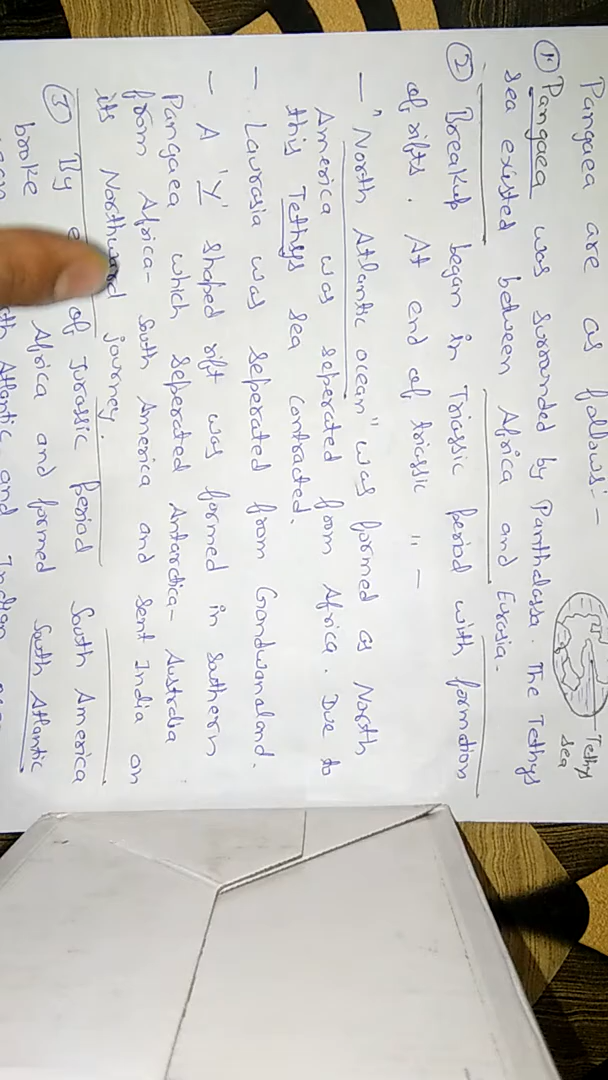 Pangaea are as follows:-
Tethys
Sea
① Pangaea was surrounded by Panthalassa. The Tethys
sea existed between Africa and Eurasia.
② Breakup began in Triassic period with formation
of rifts. At end of triassic " -
- "North Atlantic ocean" was formed as North
America was seperated from Africa. Due to
this Tethys sea contracted.
- Laurasia was seperated from Gondwanaland.
- A 'Y' shaped rift was formed in southern
Pangaea which seperated Antarctica- Australia
from Africa- South America and sent India on
its Northward journey.
③ By of Jurassic Period South America
broke Africa and formed South Atlantic
Atlantic and Indian